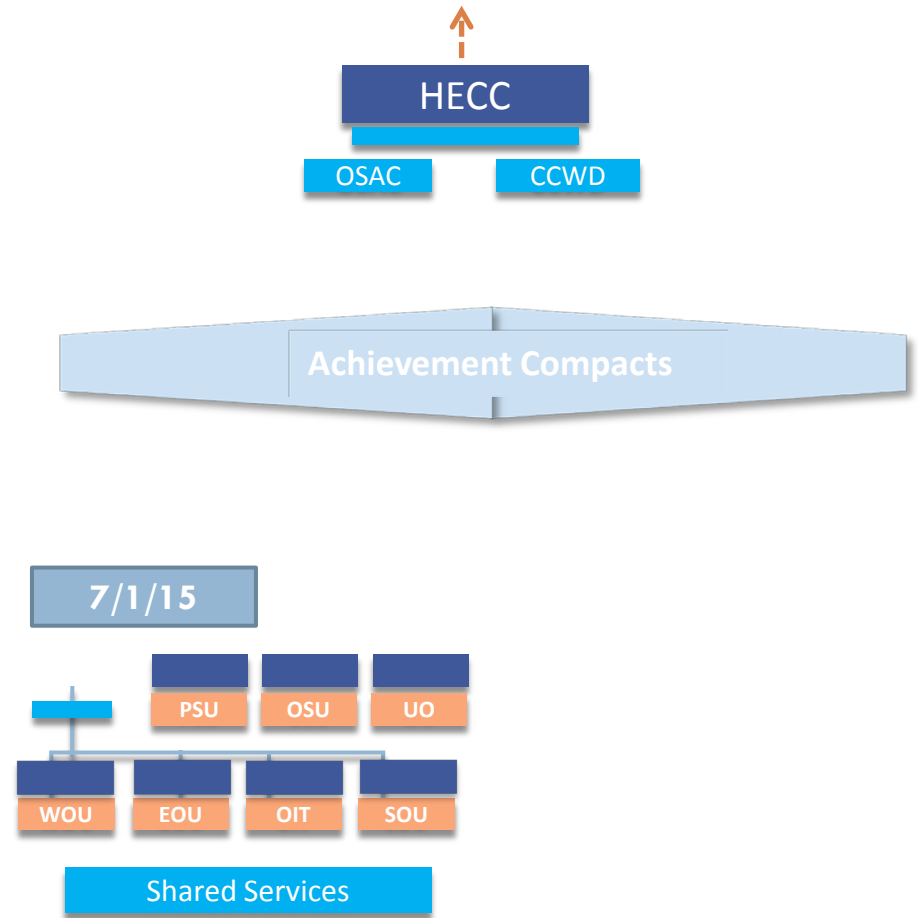 HECC
OSAC CCWD
Achievement Compacts
7/1/15
PSU OSU UO
WOU EOU OIT SOU
Shared Services